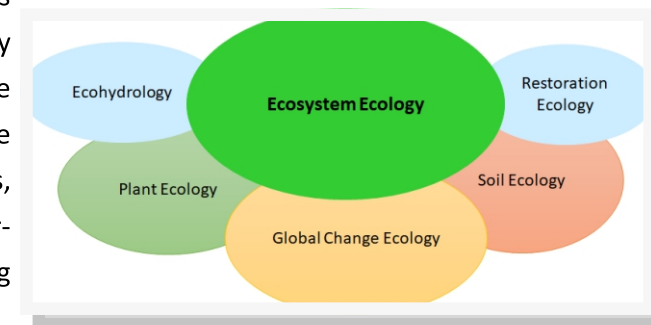 s
y
e
e
s,
r-
g
Ecohydrology
Ecosystem Ecology
Restoration
Ecology
Plant Ecology
Soil Ecology
Global Change Ecology